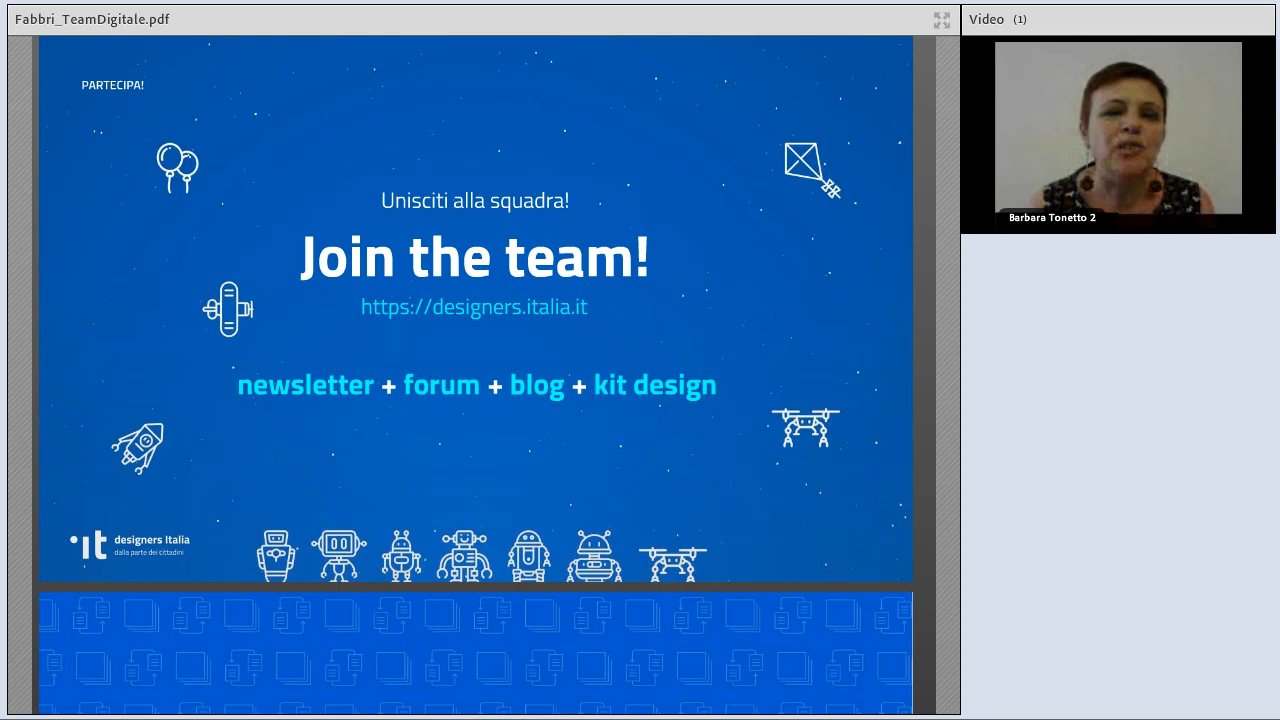 Fabbri_TeamDigitale.pdf
Video (1)
PARTECIPA!
Unisciti alla squadra!
Join the team!
https://designers.italia.it
newsletter + forum + blog + kit design
Barbara Tonetto 2
it
designers Italia
dalla parte dei cittadini